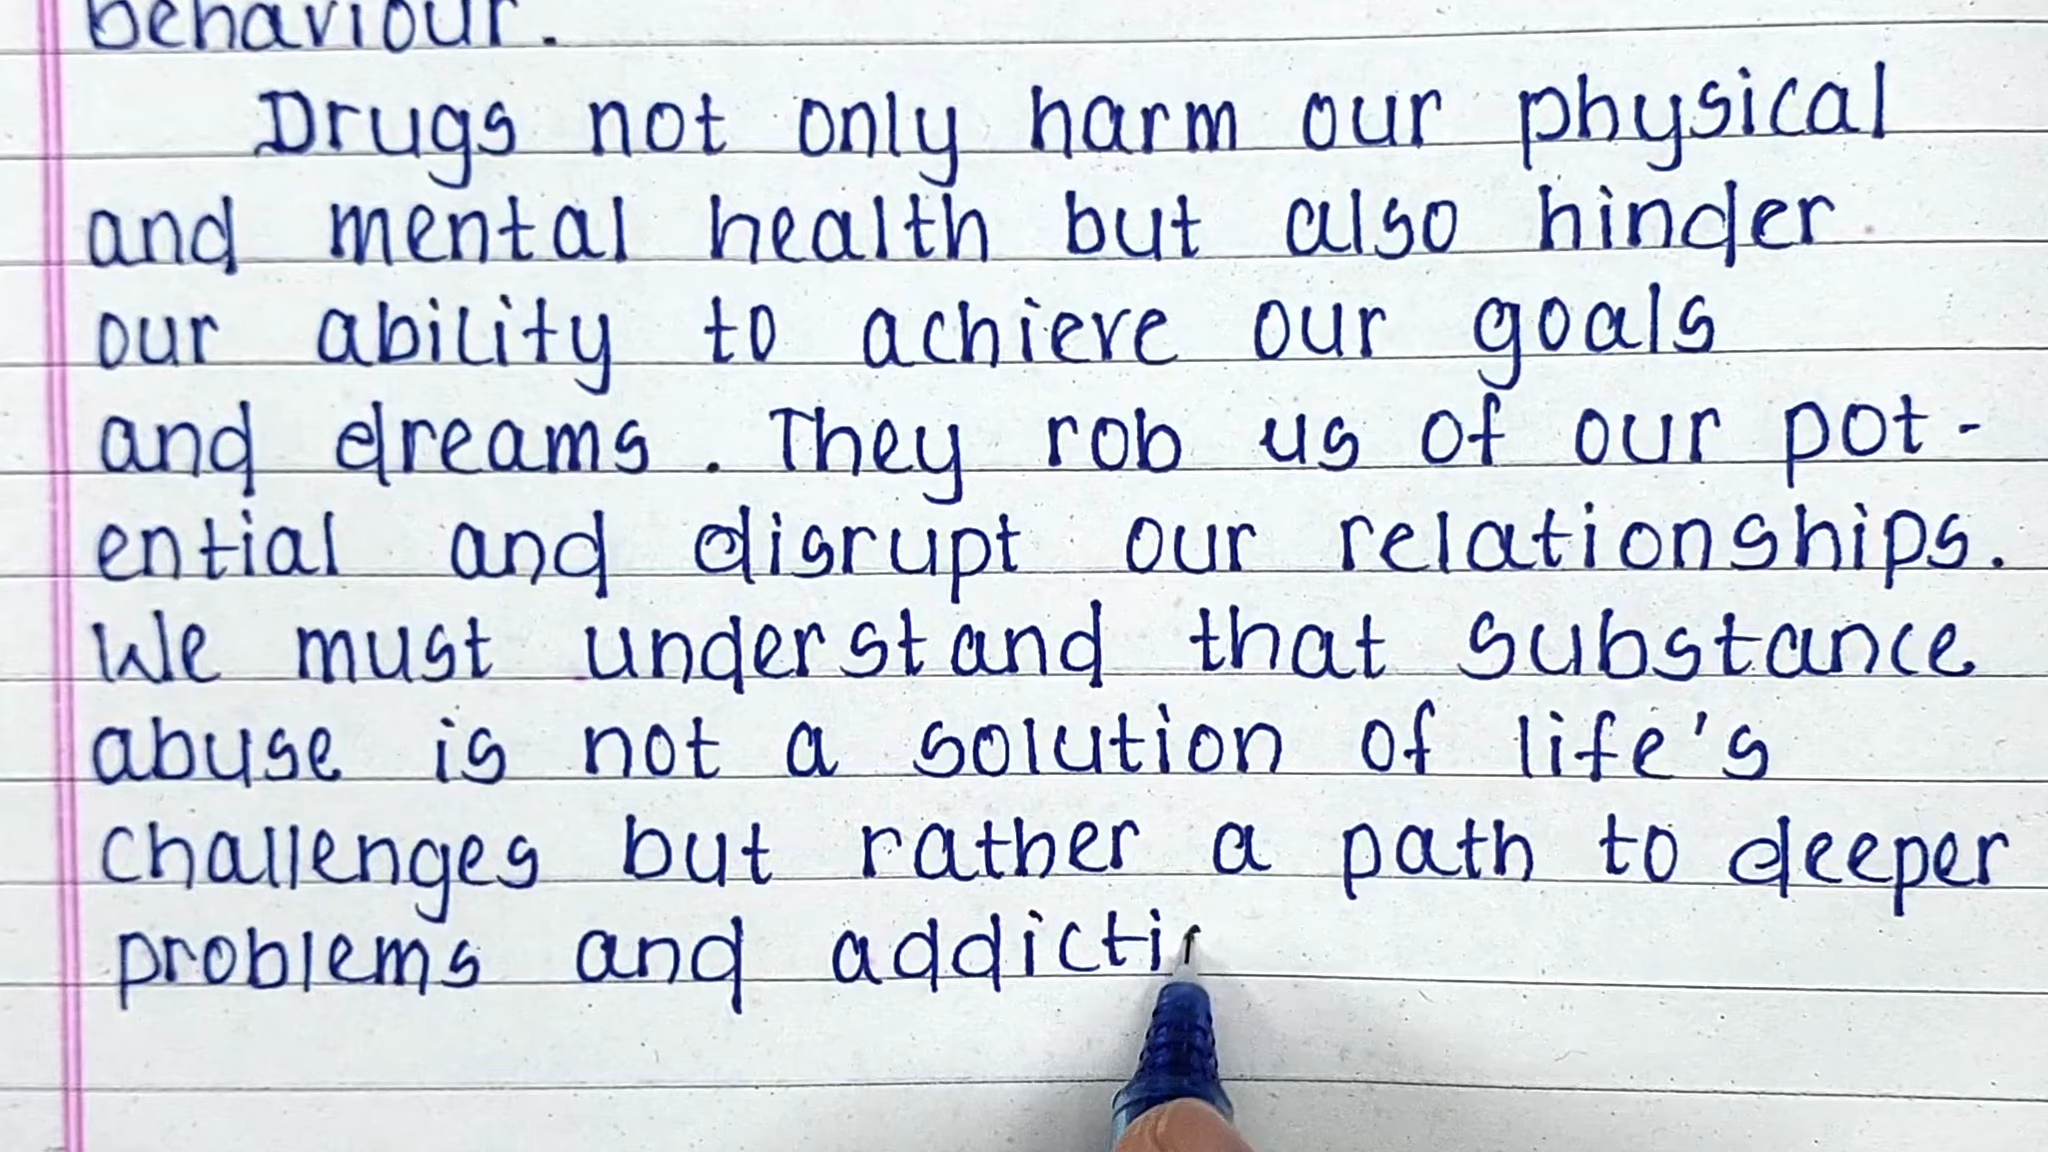 behaviour.
Drugs not only harm our physical
and mental health but also hinder
our ability to achieve our goals
and dreams. They rob us of our pot-
ential and disrupt our relationships.
We must understand that substance
abuse is not a solution of life's
challenges but rather a path to deeper
problems and addicti